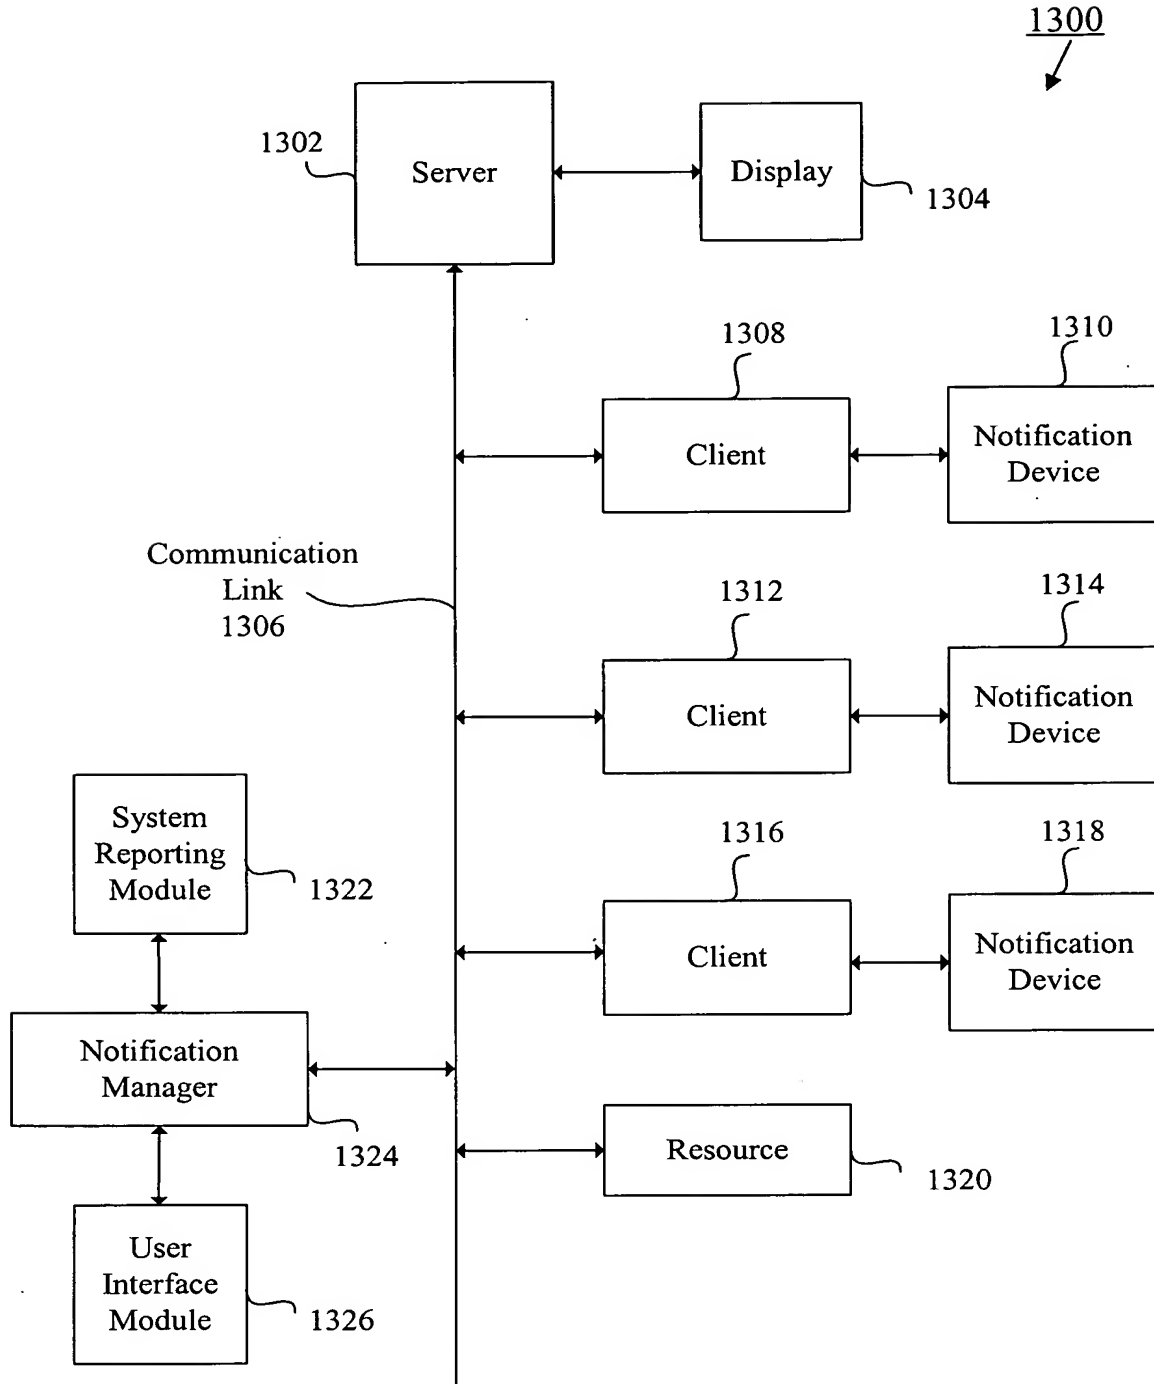 1300
1302
Server
Display
1304
1308
1310
Client
Notification
Device
Communication
Link
1306
1312
1314
Client
Notification
Device
System
Reporting
Module
1322
1316
1318
Client
Notification
Device
Notification
Manager
1324
Resource
1320
User
Interface
Module
1326